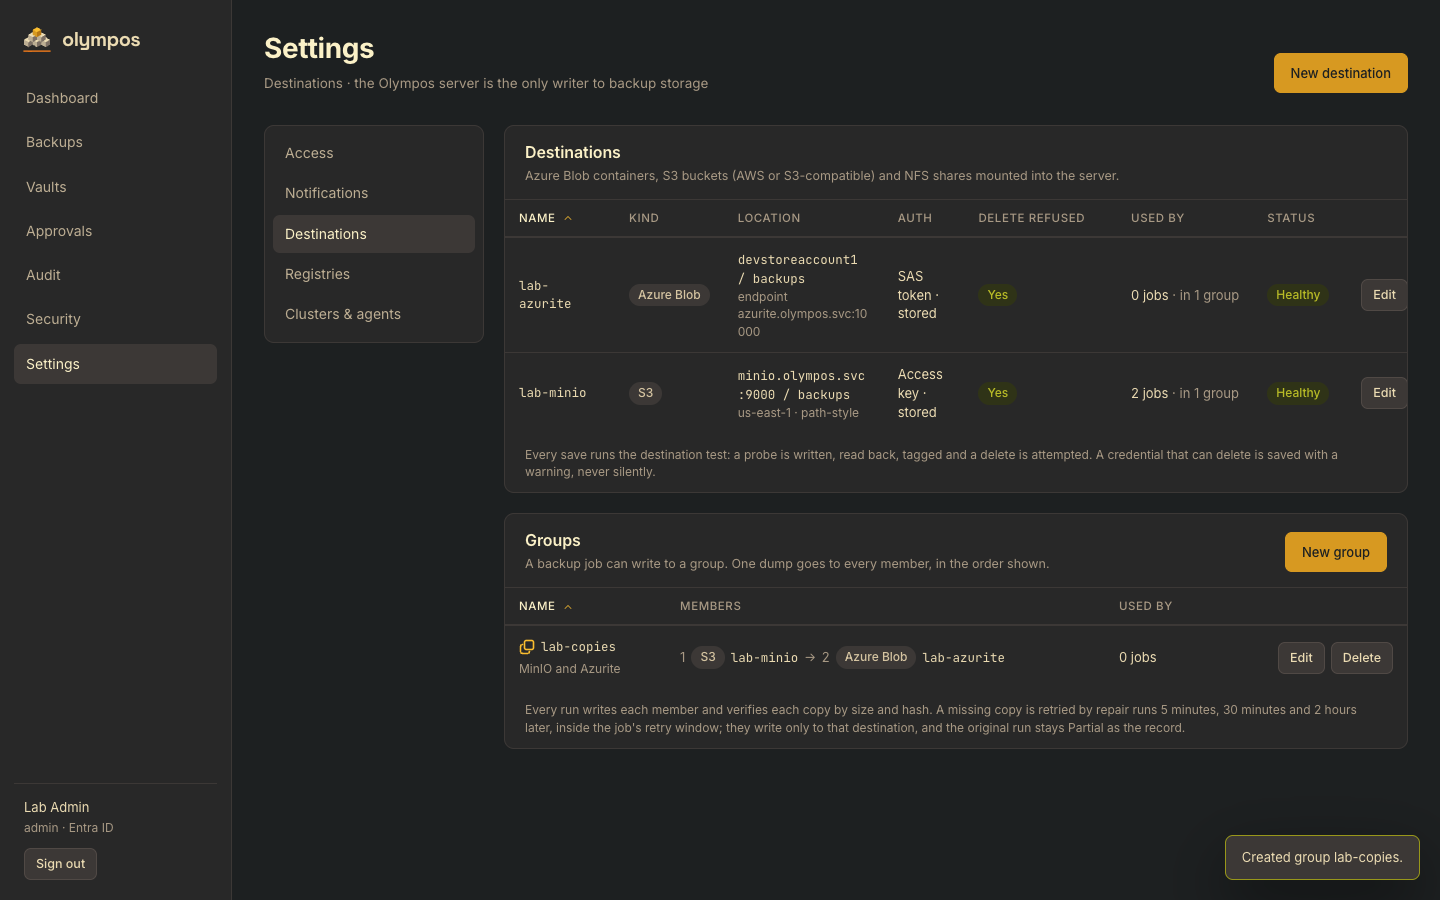 olympos
Dashboard
Backups
Vaults
Approvals
Audit
Security
Settings
Lab Admin
admin · Entra ID
Sign out
Settings
Destinations · the Olympos server is the only writer to backup storage
New destination
Access
Notifications
Destinations
Registries
Clusters & agents
Destinations
Azure Blob containers, S3 buckets (AWS or S3-compatible) and NFS shares mounted into the server.
NAME KIND LOCATION AUTH DELETE REFUSED USED BY STATUS
lab-
azurite
Azure Blob
devstoreaccount1
/ backups
endpoint
azurite.olympos.svc:10
000
SAS
token ·
stored
Yes
0 jobs · in 1 group
Healthy
Edit
lab-minio
S3
minio.olympos.svc
:9000 / backups
us-east-1 · path-style
Access
key ·
stored
Yes
2 jobs · in 1 group
Healthy
Edit
Every save runs the destination test: a probe is written, read back, tagged and a delete is attempted. A credential that can delete is saved with a
warning, never silently.
Groups
A backup job can write to a group. One dump goes to every member, in the order shown.
New group
NAME MEMBERS USED BY
lab-copies
MinIO and Azurite
1 S3 lab-minio → 2 Azure Blob lab-azurite
0 jobs
Edit
Delete
Every run writes each member and verifies each copy by size and hash. A missing copy is retried by repair runs 5 minutes, 30 minutes and 2 hours
later, inside the job's retry window; they write only to that destination, and the original run stays Partial as the record.
Created group lab-copies.